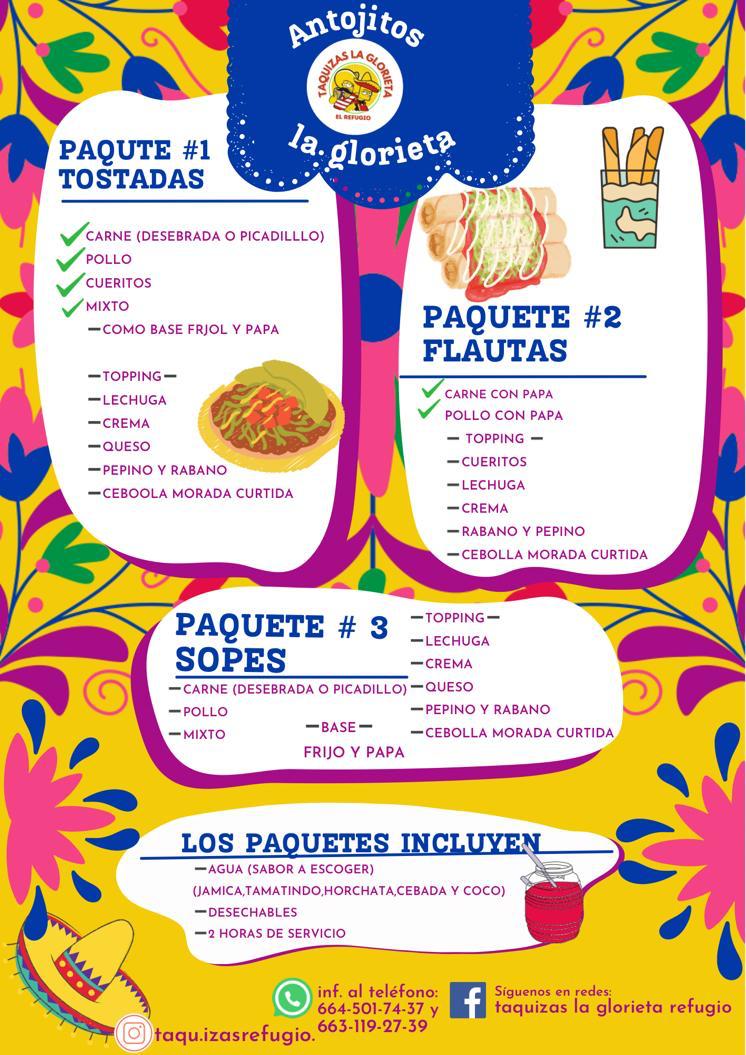 Antojitos
TAQUIZAS LA GLORIETA
EL REFUGIO
la glorieta
PAQUTE #1
TOSTADAS
CARNE (DESEBRADA O PICADILLLO)
POLLO
CUERITOS
MIXTO
—COMO BASE FRJOL Y PAPA
—TOPPING—
—LECHUGA
—CREMA
—QUESO
—PEPINO Y RABANO
—CEBOOLA MORADA CURTIDA
PAQUETE #2
FLAUTAS
CARNE CON PAPA
POLLO CON PAPA
— TOPPING —
—CUERITOS
—LECHUGA
—CREMA
—RABANO Y PEPINO
—CEBOLLA MORADA CURTIDA
PAQUETE # 3
SOPES
—CARNE (DESEBRADA O PICADILLO)
—POLLO
—MIXTO
—BASE—
FRIJO Y PAPA
—TOPPING—
—LECHUGA
—CREMA
—QUESO
—PEPINO Y RABANO
—CEBOLLA MORADA CURTIDA
LOS PAQUETES INCLUYEN
—AGUA (SABOR A ESCOGER)
(JAMICA,TAMATINDO,HORCHATA,CEBADA Y COCO)
—DESECHABLES
—2 HORAS DE SERVICIO
inf. al teléfono:
664-501-74-37 y
663-119-27-39
Síguenos en redes:
taquizas la glorieta refugio
taqu.izasrefugio.